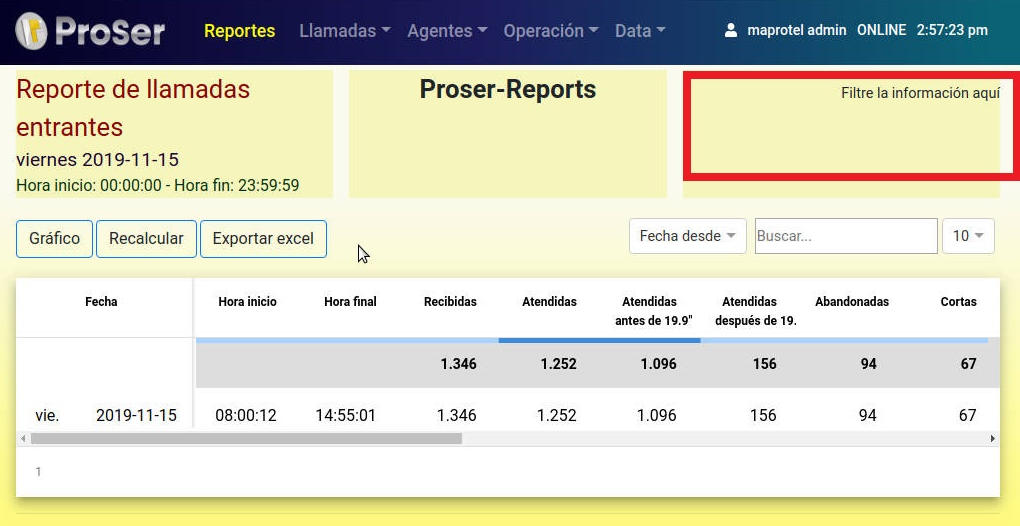 ProSer
Reportes Llamadas Agentes Operación Data maprotel admin ONLINE 2:57:23 pm
Reporte de llamadas
entrantes
viernes 2019-11-15
Hora inicio: 00:00:00 - Hora fin: 23:59:59
Proser-Reports
Filtre la información aquí
Gráfico Recalcular Exportar excel
Fecha desde Buscar... 10
Fecha Hora inicio Hora final Recibidas Atendidas Atendidas Atendidas Abandonadas Cortas
antes de 19.9" después de 19.
1.346 1.252 1.096 156 94 67
vie. 2019-11-15 08:00:12 14:55:01 1.346 1.252 1.096 156 94 67
1